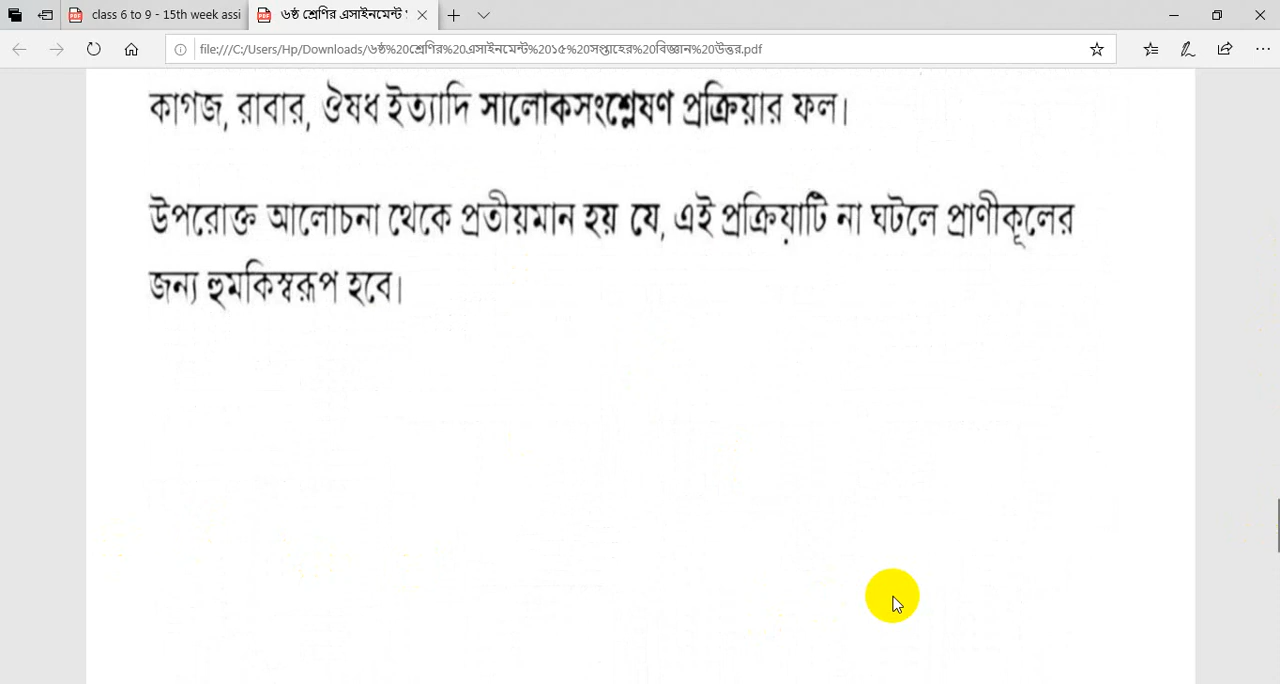 class 6 to 9 - 15th week assi
৬ষ্ঠ শ্রেণির এসাইনমেন্ট
file:///C:/Users/Hp/Downloads/৬ষ্ঠ%20শ্রেণির%20এসাইনমেন্ট%20১৫%20সপ্তাহের%20বিজ্ঞান%20উত্তর.pdf
কাগজ, রাবার, ঔষধ ইত্যাদি সালোকসংশ্লেষণ প্রক্রিয়ার ফল।
উপরোক্ত আলোচনা থেকে প্রতীয়মান হয় যে, এই প্রক্রিয়াটি না ঘটলে প্রাণীকূলের
জন্য হুমকিস্বরূপ হবে।